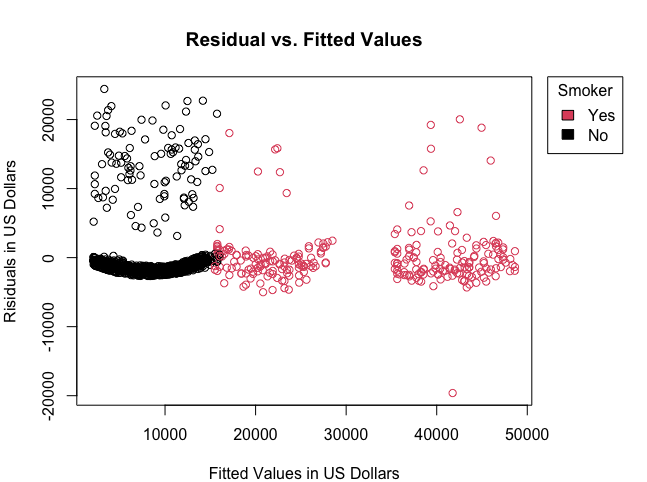 Residual vs. Fitted Values
Smoker
Yes
No
Risiduals in US Dollars
20000
10000
0
-10000
-20000
10000 20000 30000 40000 50000
Fitted Values in US Dollars